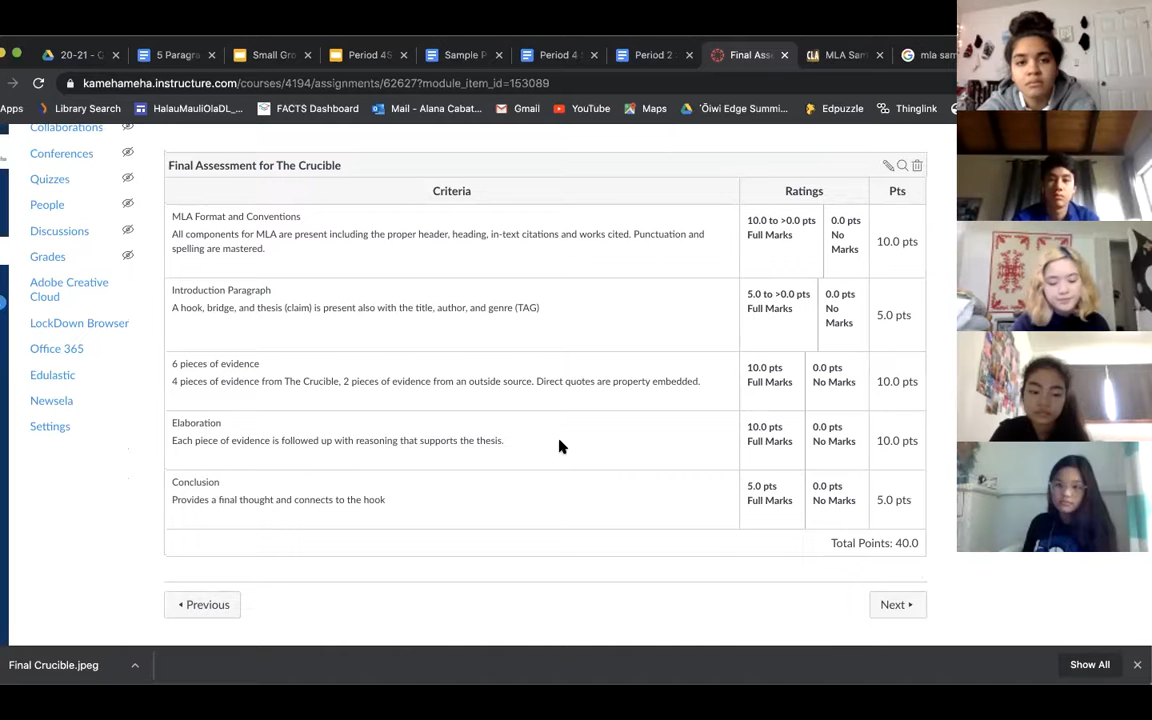 20-21 - G
5 Paragra
Small Gro
Period 4S
Sample P
Period 4
Period 2
Final Ass
CLA MLA Sam
mla sam
kamehameha.instructure.com/courses/4194/assignments/62627?module_item_id=153089
Apps
Library Search
HalauMauliOlaDL_...
FACTS Dashboard
Mail - Alana Cabat...
Gmail
YouTube
Maps
ʻŌiwi Edge Summi...
Edpuzzle
Thinglink
Collaborations
Conferences
Quizzes
People
Discussions
Grades
Adobe Creative
Cloud
LockDown Browser
Office 365
Edulastic
Newsela
Settings
Final Assessment for The Crucible
Criteria Ratings Pts
MLA Format and Conventions
All components for MLA are present including the proper header, heading, in-text citations and works cited. Punctuation and
spelling are mastered.
10.0 to >0.0 pts
Full Marks
0.0 pts
No
Marks
10.0 pts
Introduction Paragraph
A hook, bridge, and thesis (claim) is present also with the title, author, and genre (TAG)
5.0 to >0.0 pts
Full Marks
0.0 pts
No
Marks
5.0 pts
6 pieces of evidence
4 pieces of evidence from The Crucible, 2 pieces of evidence from an outside source. Direct quotes are property embedded.
10.0 pts
Full Marks
0.0 pts
No Marks
10.0 pts
Elaboration
Each piece of evidence is followed up with reasoning that supports the thesis.
10.0 pts
Full Marks
0.0 pts
No Marks
10.0 pts
Conclusion
Provides a final thought and connects to the hook
5.0 pts
Full Marks
0.0 pts
No Marks
5.0 pts
Total Points: 40.0
Previous
Next
Final Crucible.jpeg
Show All